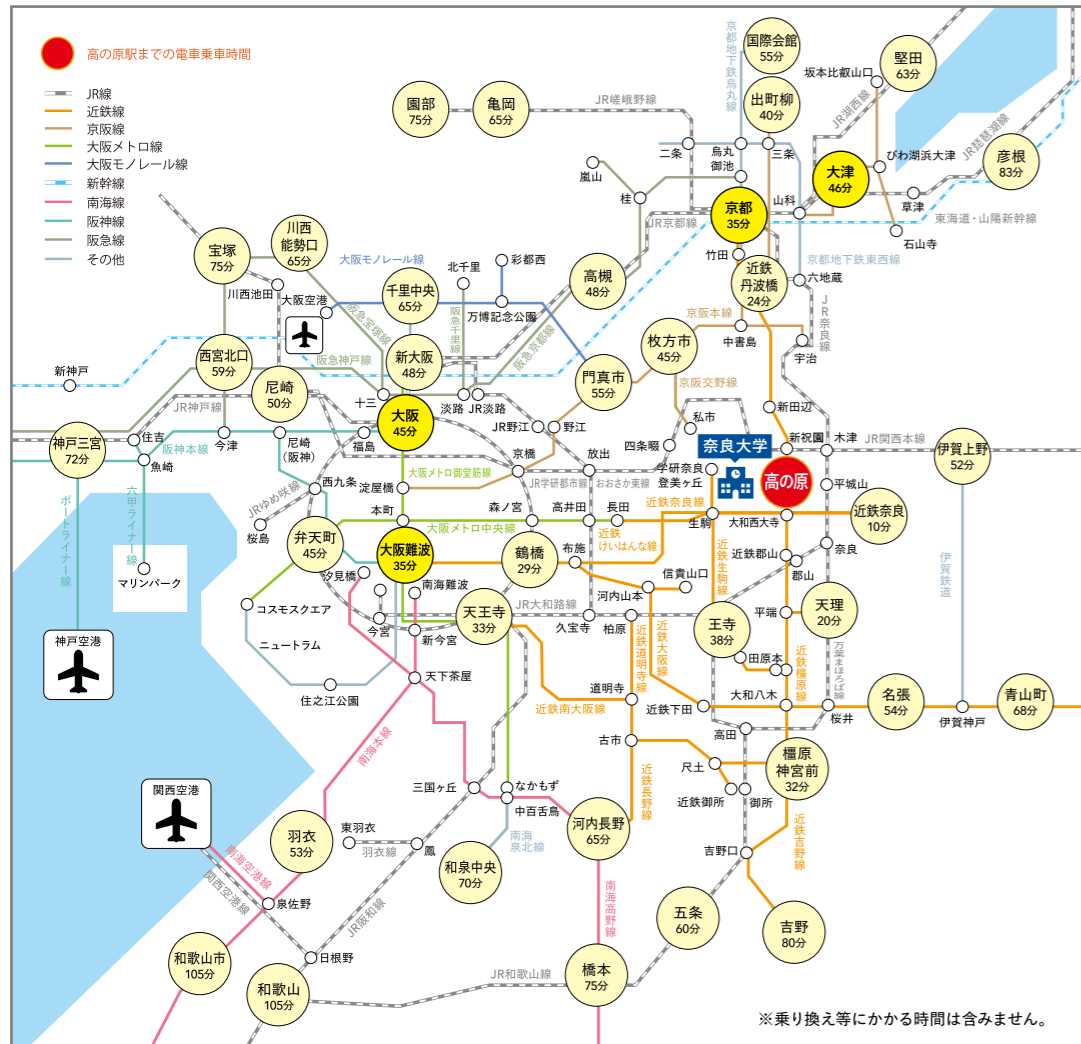 高の原駅までの電車乗車時間
JR線
近鉄線
京阪線
大阪メトロ線
大阪モノレール線
新幹線
南海線
阪神線
阪急線
その他
京都地下鉄烏丸線
国際会館
55分
堅田
63分
坂本比叡山口
園部
75分
亀岡
65分
JR嵯峨野線
出町柳
40分
JR湖西線
JR琵琶湖線
二条
烏丸
御池
三条
びわ湖浜大津
彦根
83分
嵐山
桂
大津
46分
草津
山科
京都
35分
JR京都線
東海道・山陽新幹線
石山寺
竹田
京都地下鉄東西線
川西
能勢口
65分
宝塚
75分
大阪モノレール線
北千里
彩都西
高槻
48分
近鉄
丹波橋
24分
六地蔵
川西池田
大阪空港
千里中央
65分
万博記念公園
阪急宝塚線
阪急千里線
阪急京都線
京阪本線
中書島
JR奈良線
宇治
枚方市
45分
西宮北口
59分
阪急神戸線
新大阪
48分
新神戸
尼崎
50分
十三
淡路
JR淡路
門真市
55分
京阪交野線
JR神戸線
大阪
45分
私市
新田辺
神戸三宮
72分
住吉
阪神本線
今津
尼崎
(阪神)
福島
JR野江
野江
四条畷
奈良大学
新祝園
木津
JR関西本線
伊賀上野
52分
魚崎
京橋
放出
学研奈良
登美ヶ丘
高の原
大阪メトロ御堂筋線
JR学研都市線
おおさか東線
平城山
ポートライナー線
六甲ライナー線
JRゆめ咲線
西九条
淀屋橋
近鉄奈良線
桜島
本町
森ノ宮
高井田
長田
生駒
大和西大寺
近鉄奈良
10分
大阪メトロ中央線
近鉄
けいはんな線
弁天町
45分
大阪難波
35分
鶴橋
29分
布施
近鉄生駒線
近鉄郡山
奈良
マリンパーク
汐見橋
南海難波
信貴山口
郡山
伊賀鉄道
コスモスクエア
天王寺
33分
JR大和路線
河内山本
平端
天理
20分
神戸空港
今宮
新今宮
久宝寺
柏原
王寺
38分
ニュートラム
近鉄道明寺線
近鉄大阪線
田原本
近鉄橿原線
万葉まほろば線
天下茶屋
住之江公園
道明寺
近鉄南大阪線
近鉄下田
大和八木
桜井
名張
54分
伊賀神戸
青山町
68分
南海本線
高田
古市
尺土
橿原
神宮前
32分
関西空港
三国ヶ丘
なかもず
中百舌鳥
近鉄長野線
近鉄御所
御所
羽衣
53分
東羽衣
羽衣線
鳳
南海
泉北線
河内長野
65分
近鉄吉野線
吉野口
和泉中央
70分
南海空港線
関西空港線
泉佐野
JR阪和線
南海高野線
五条
60分
吉野
80分
和歌山市
105分
日根野
和歌山
105分
JR和歌山線
橋本
75分
※乗り換え等にかかる時間は含みません。